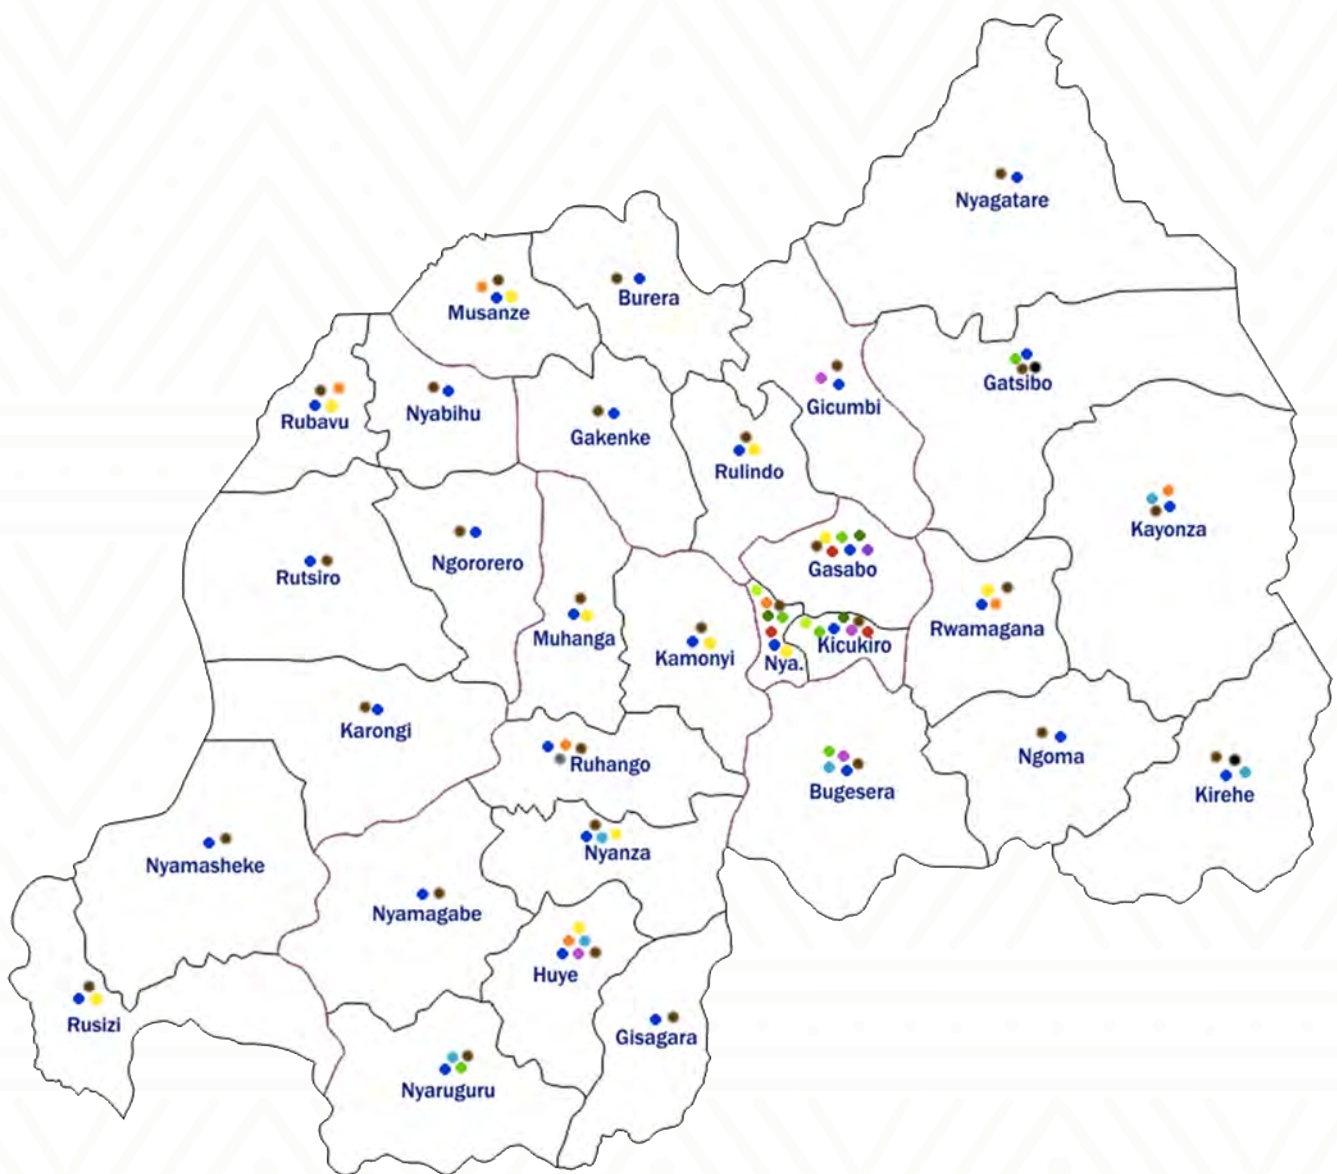 Nyagatare
Musanze
Burera
Gatsibo
Rubavu
Nyabihu
Gakenke
Gicumbi
Rulindo
Kayonza
Rutsiro
Ngororero
Gasabo
Muhanga
Kamonyi
Nya.
Kicukiro
Rwamagana
Karongi
Ruhango
Bugesera
Ngoma
Kirehe
Nyamasheke
Nyanza
Nyamagabe
Huye
Rusizi
Gisagara
Nyaruguru